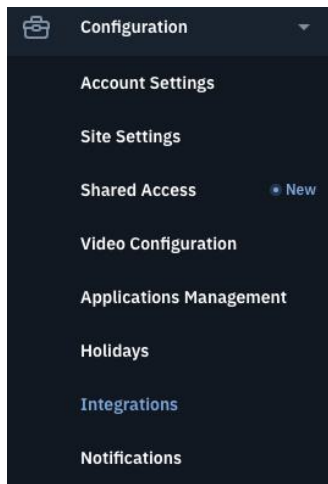 Configuration
Account Settings
Site Settings
Shared Access New
Video Configuration
Applications Management
Holidays
Integrations
Notifications